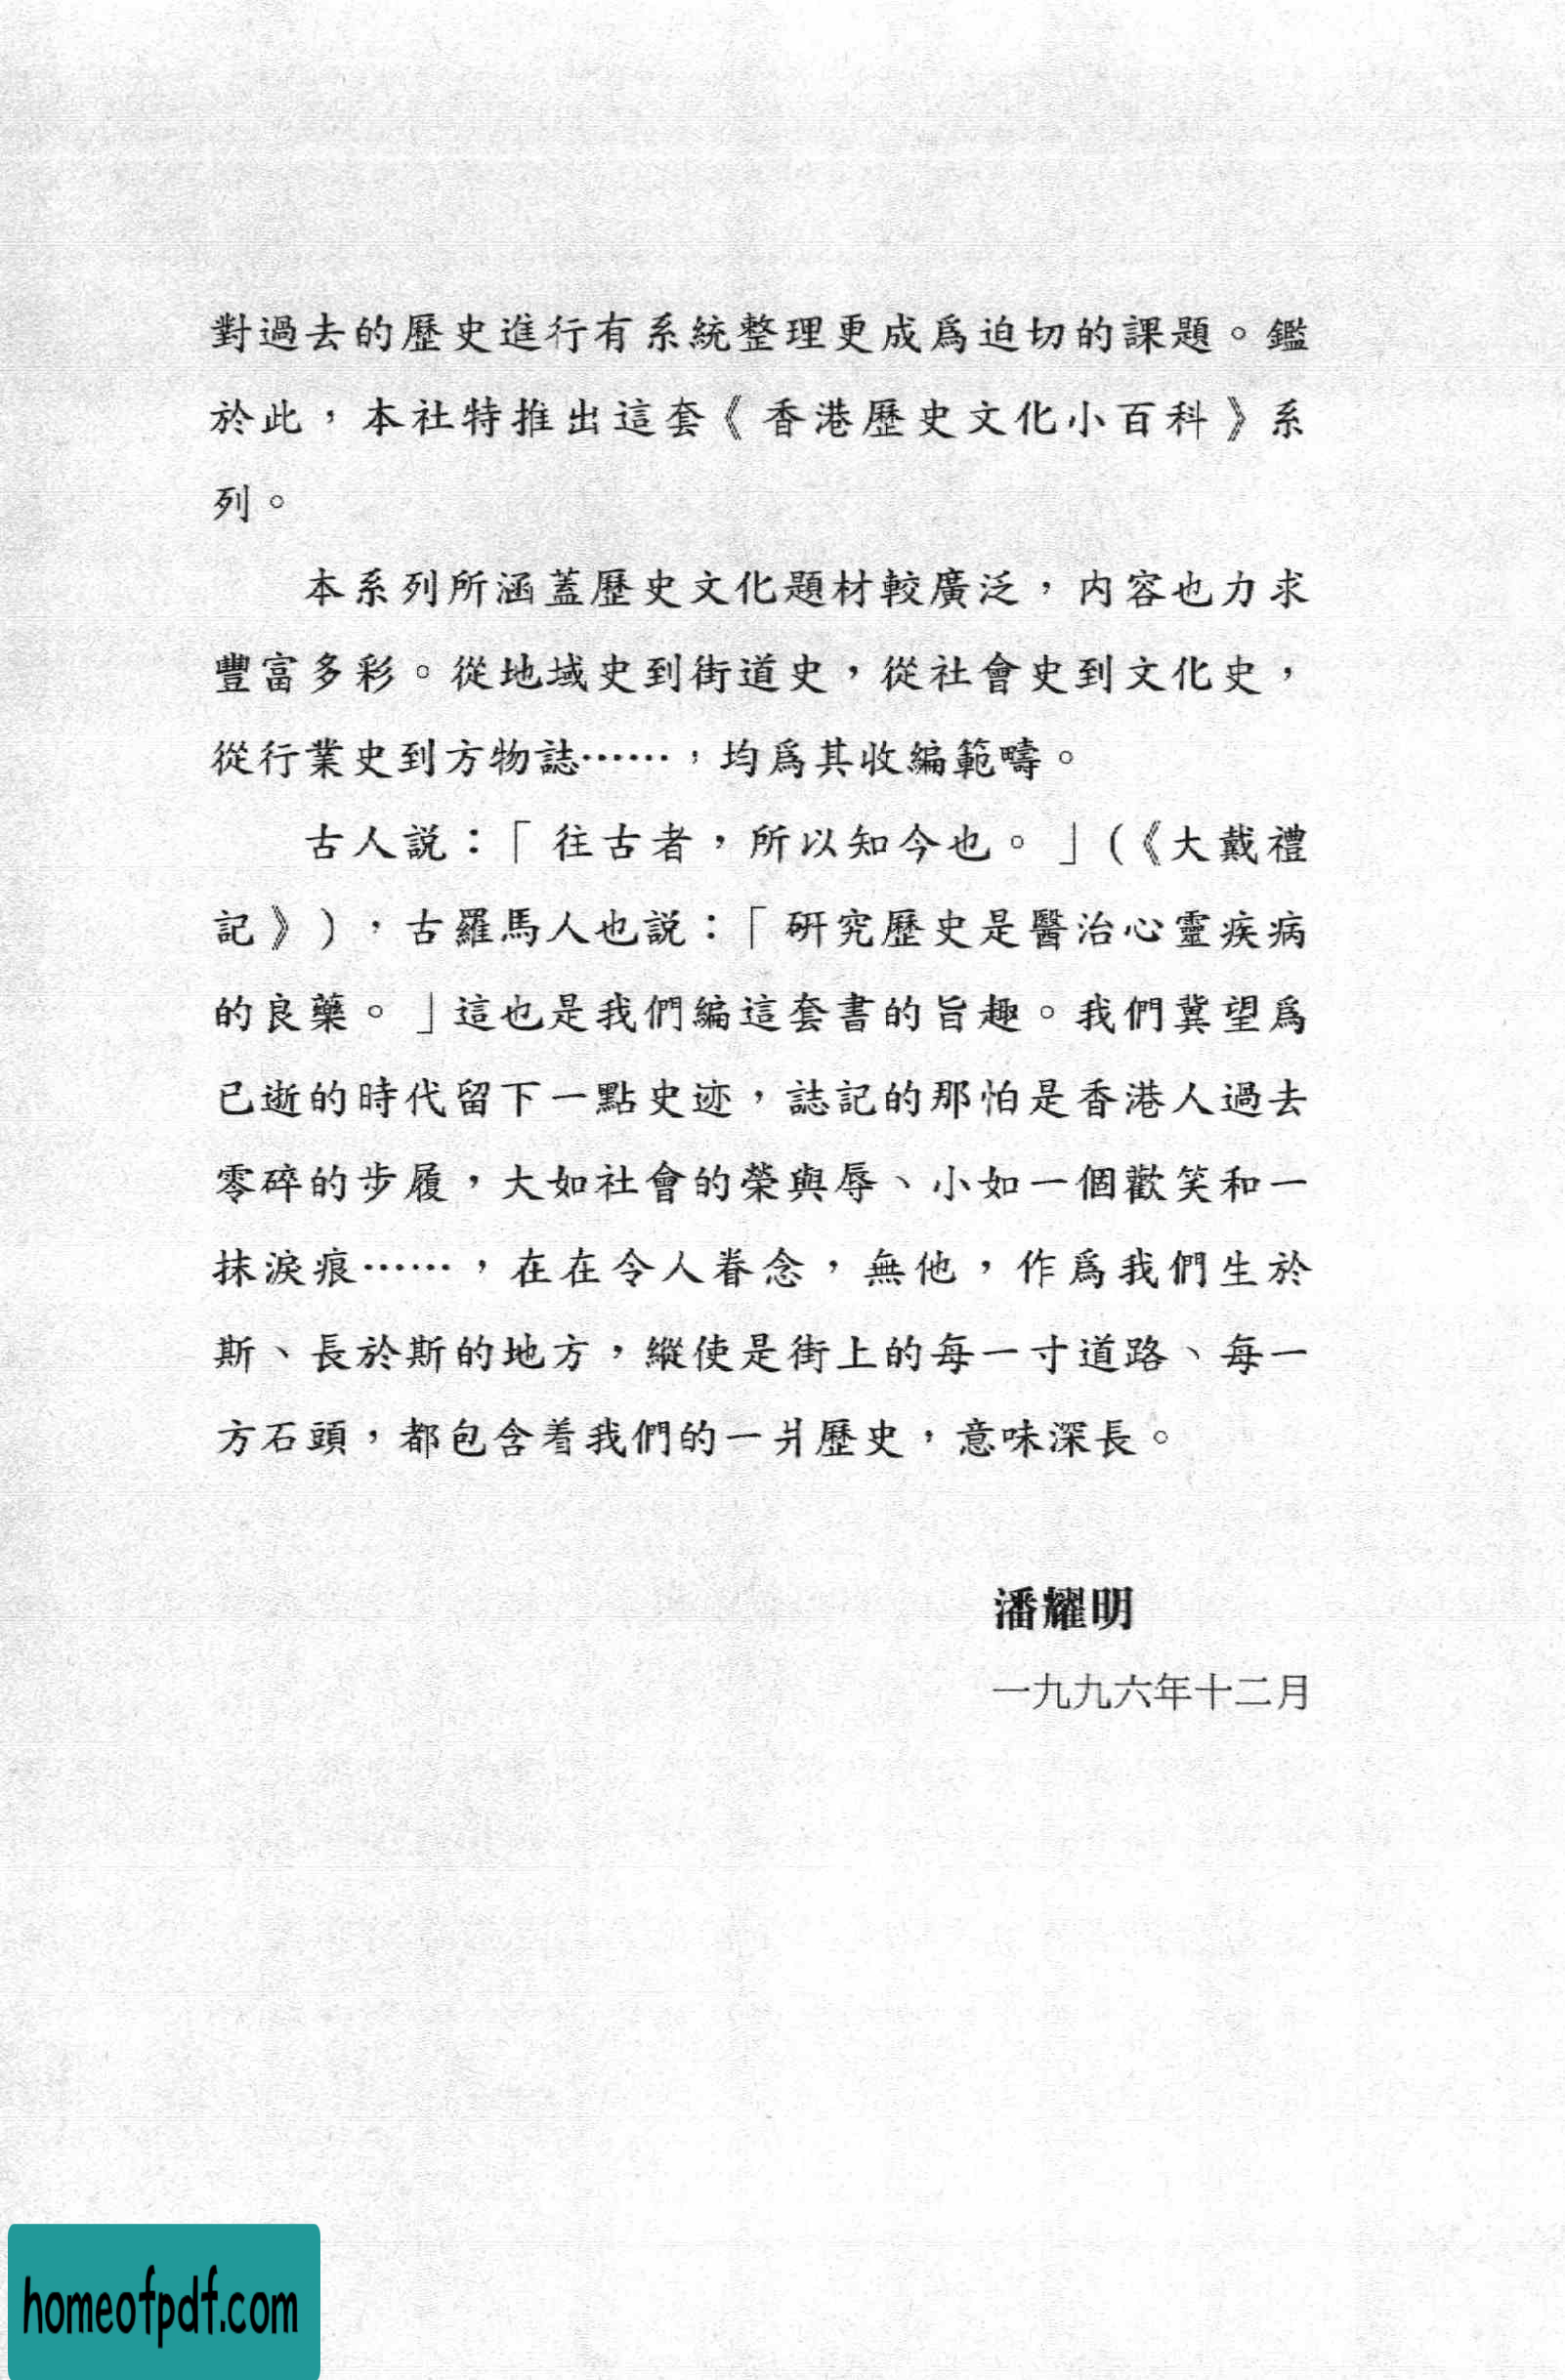 對過去的歷史進行有系統整理更成爲迫切的課題。鑑
於此，本社特推出這套《香港歷史文化小百科》系
列。
本系列所涵蓋歷史文化題材較廣泛，内容也力求
豐富多彩。從地域史到街道史，從社會史到文化史，
從行業史到方物誌……，均爲其收編範疇。
古人説：「往古者，所以知今也。」(《大戴禮
記》)，古羅馬人也説：「研究歷史是醫治心靈疾病
的良藥。」這也是我們編這套書的旨趣。我們冀望爲
已逝的時代留下一點史迹，誌記的那怕是香港人過去
零碎的步履，大如社會的榮與辱、小如一個歡笑和一
抹淚痕……，在在令人眷念，無他，作爲我們生於
斯、長於斯的地方，縱使是街上的每一寸道路、每一
方石頭，都包含着我們的一爿歷史，意味深長。
潘耀明
一九九六年十二月
homeofpdf.com